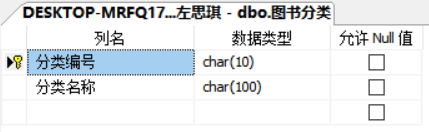 DESKTOP-MRFQ17...左思琪 - dbo.图书分类
列名 数据类型 允许 Null 值
分类编号 char(10)
分类名称 char(100)